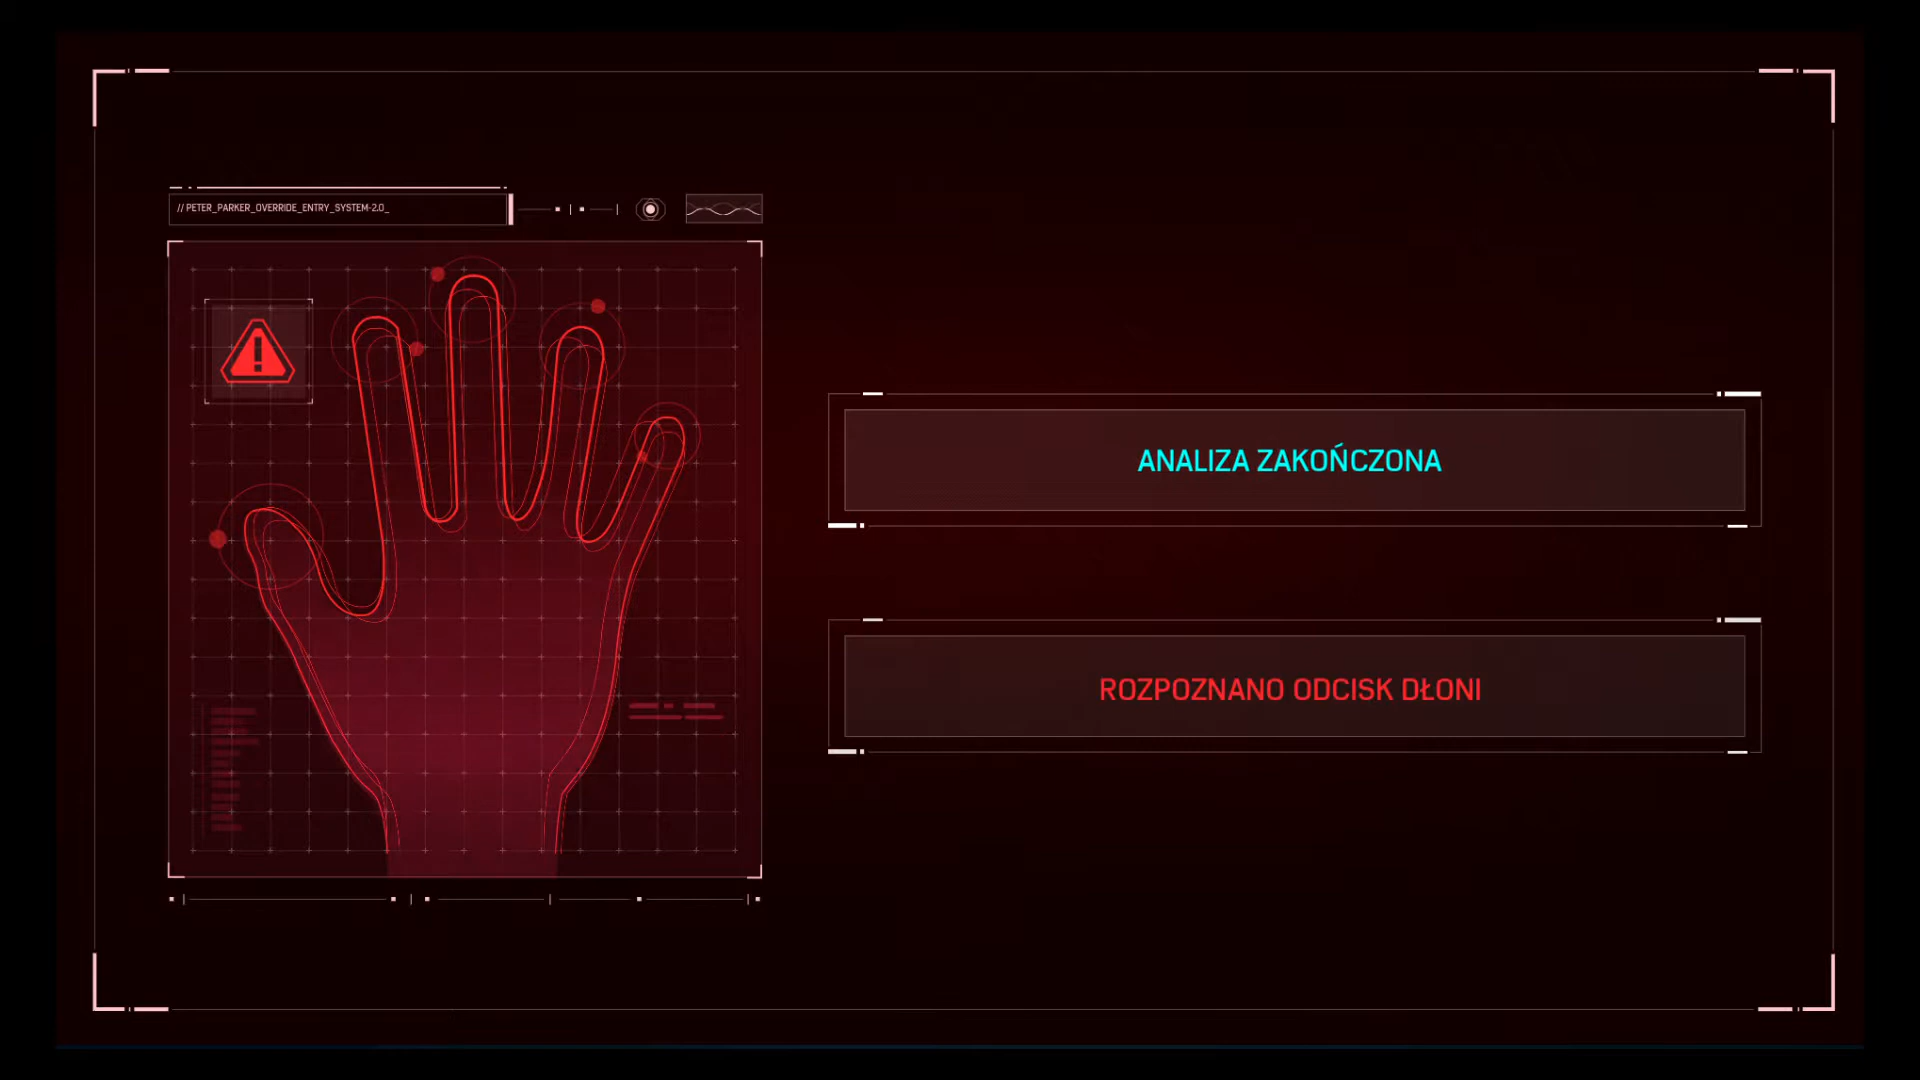 // PETER_PARKER_OVERRIDE_ENTRY_SYSTEM-2.0_
ANALIZA ZAKOŃCZONA
ROZPOZNANO ODCISK DŁONI